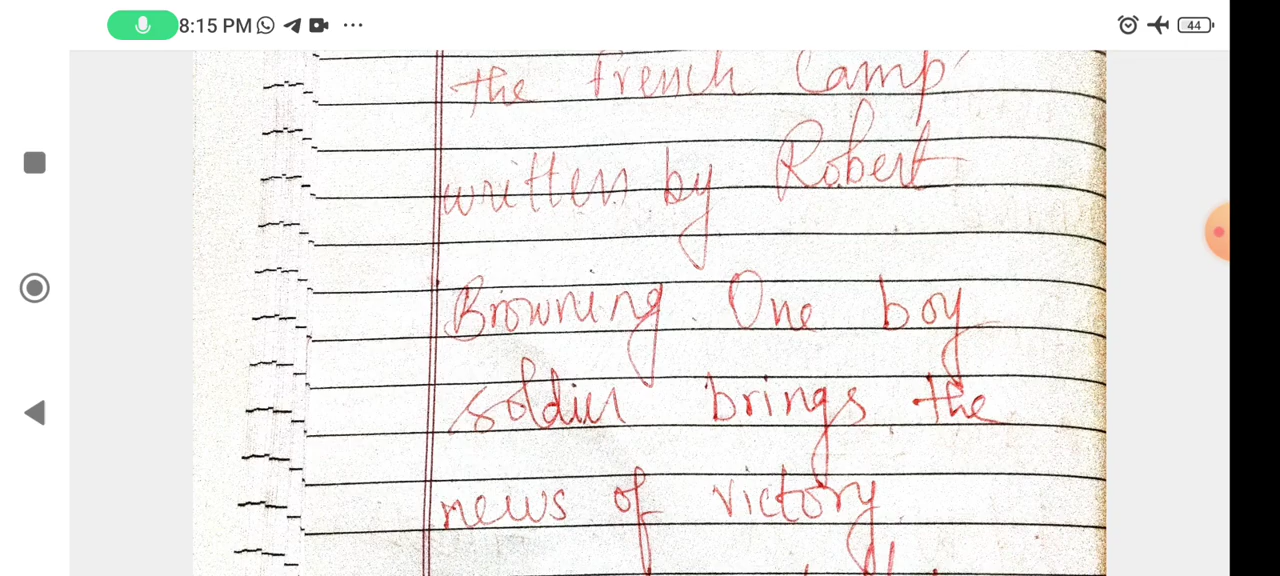 8:15 PM
44
the French Camp'
written by Robert
Browning One boy
soldier brings the
news of victory